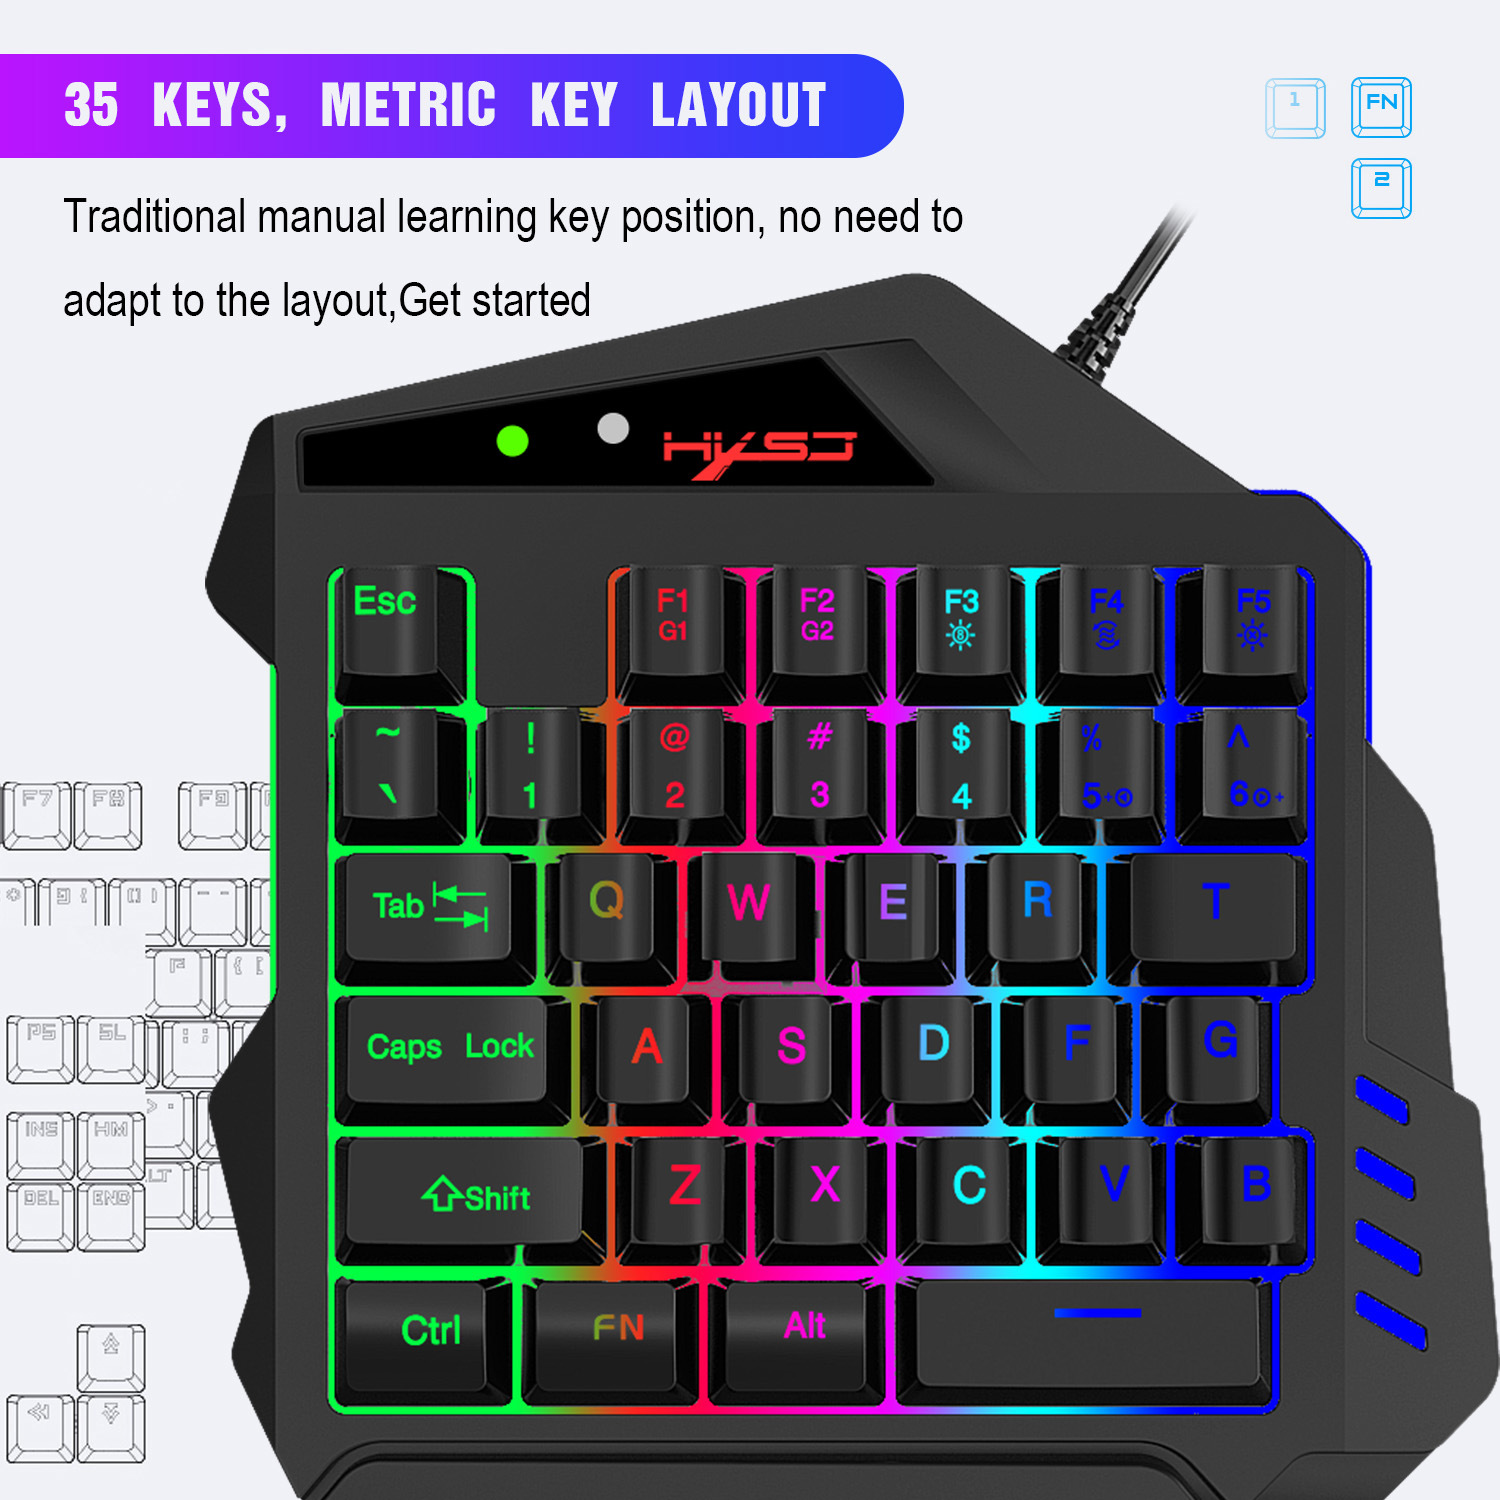 35 KEYS, METRIC KEY LAYOUT
1 FN
2
Traditional manual learning key position, no need to
adapt to the layout,Get started
HXSJ
Esc F1 F2 F3 F4 F5
G1 G2 8
~ ! @ # $ % ^
` 1 2 3 4 5+ 6+
F7 F8 F9
Tab Q W E R T
Caps Lock A S D F G
PS SL
Shift Z X C V B
INS HM
DEL END
Ctrl FN Alt